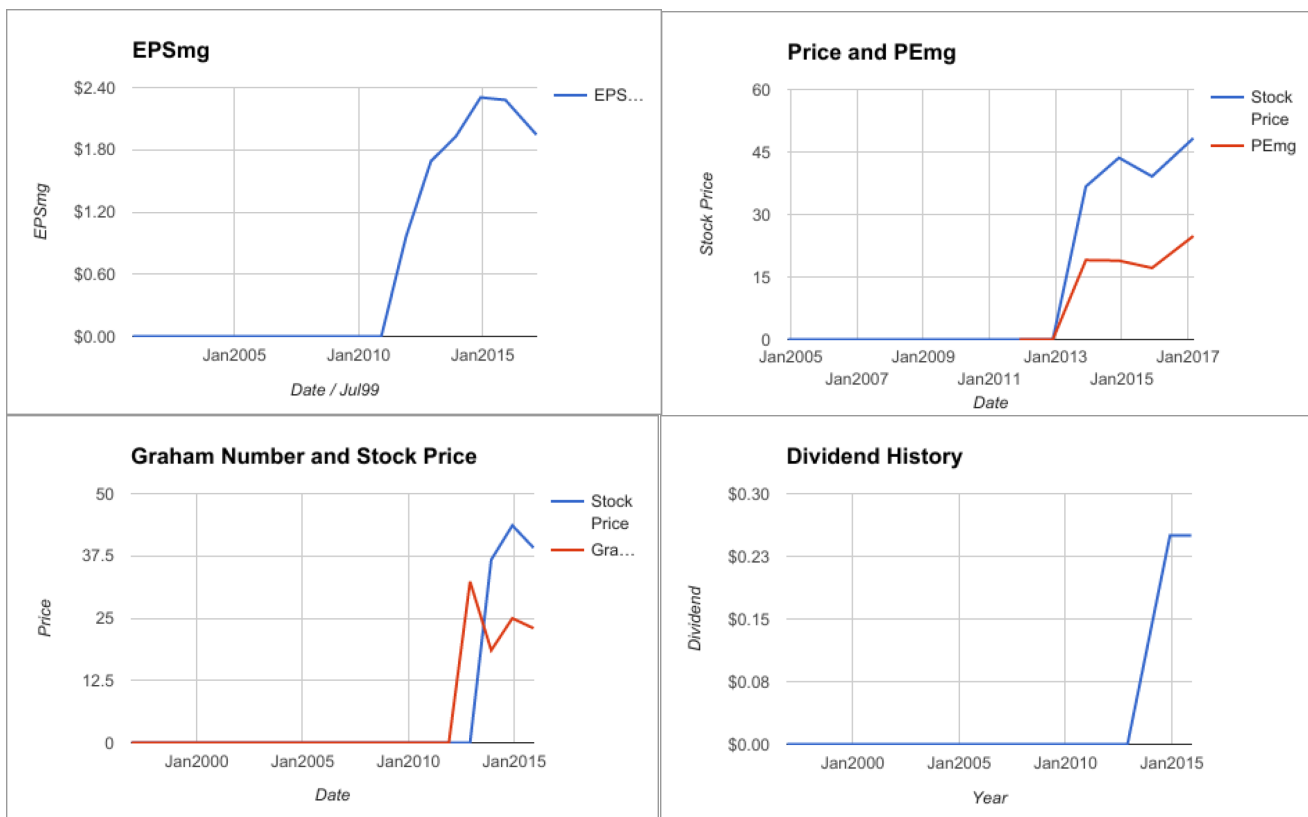 EPSmg
$2.40
EPS…
$1.80
$1.20
$0.60
$0.00
EPSmg
Jan2005
Jan2010
Jan2015
Date / Jul99
Price and PEmg
60
Stock
Price
PEmg
45
30
15
0
Stock Price
Jan2005
Jan2009
Jan2013
Jan2017
Jan2007
Jan2011
Jan2015
Date
Graham Number and Stock Price
50
Stock
Price
Gra…
37.5
25
12.5
0
Price
Jan2000
Jan2005
Jan2010
Jan2015
Date
Dividend History
$0.30
$0.23
$0.15
$0.08
$0.00
Dividend
Jan2000
Jan2005
Jan2010
Jan2015
Year